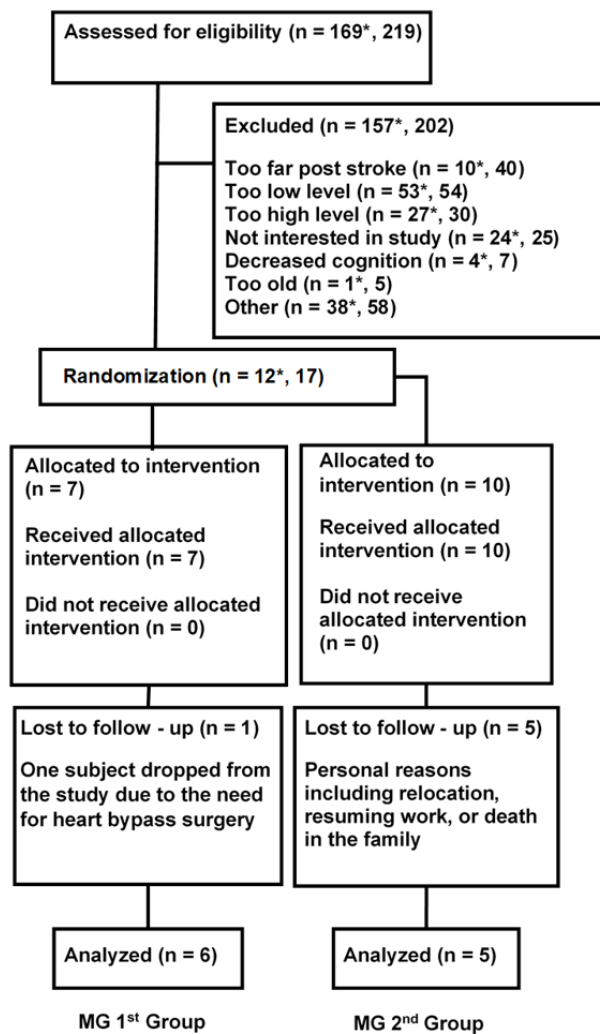 Assessed for eligibility (n = 169*, 219)
Excluded (n = 157*, 202)
Too far post stroke (n = 10*, 40)
Too low level (n = 53*, 54)
Too high level (n = 27*, 30)
Not interested in study (n = 24*, 25)
Decreased cognition (n = 4*, 7)
Too old (n = 1*, 5)
Other (n = 38*, 58)
Randomization (n = 12*, 17)
Allocated to intervention
(n = 7)
Received allocated
intervention (n = 7)
Did not receive allocated
intervention (n = 0)
Allocated to
intervention (n = 10)
Received allocated
intervention (n = 10)
Did not receive
allocated intervention
(n = 0)
Lost to follow - up (n = 1)
One subject dropped from
the study due to the need
for heart bypass surgery
Lost to follow - up (n = 5)
Personal reasons
including relocation,
resuming work, or death
in the family
Analyzed (n = 6)
Analyzed (n = 5)
MG 1st Group
MG 2nd Group